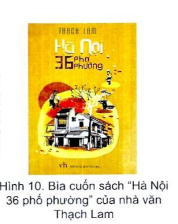 THẠCH LAM
Hà Nội
36 phố
phường
Hình 10. Bìa cuốn sách "Hà Nội
36 phố phường" của nhà văn
Thạch Lam